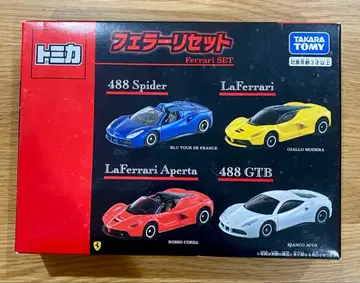 トミカ
フェラーリセット
Ferrari SET
TAKARA
TOMY
対象年齢3才以上
488 Spider
LaFerrari
BLU TOUR DE FRANCE
GIALLO MODENA
LaFerrari Aperta
488 GTB
ROSSO CORSA
BIANCO AVUS